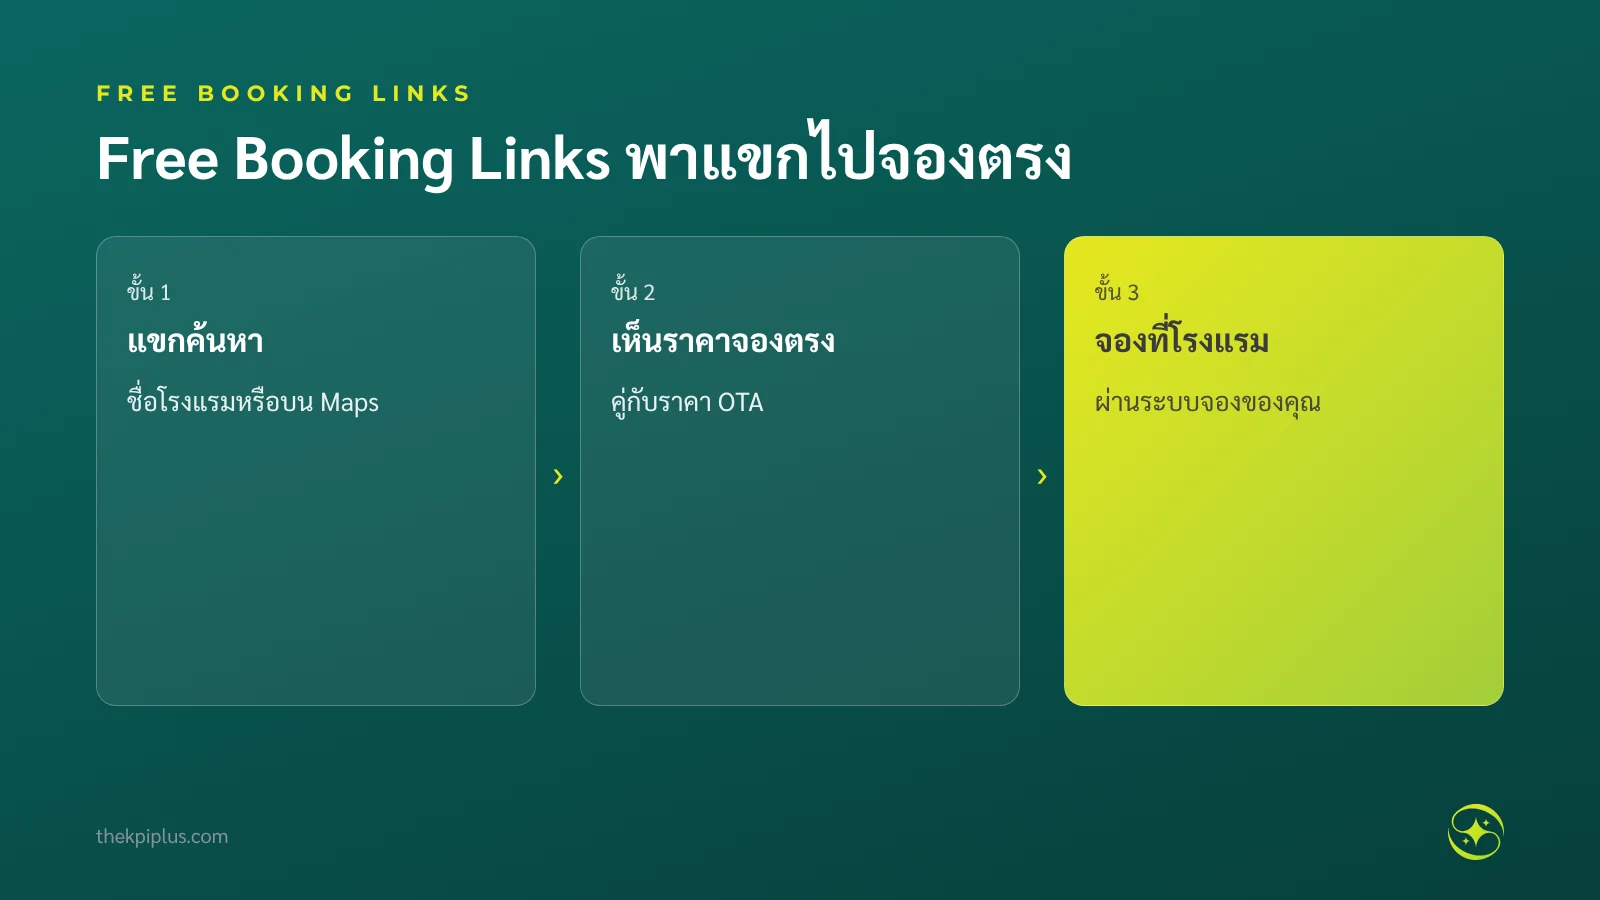 FREE BOOKING LINKS
Free Booking Links พาแขกไปจองตรง
ขั้น 1
แขกค้นหา
ชื่อโรงแรมหรือบน Maps
›
ขั้น 2
เห็นราคาจองตรง
คู่กับราคา OTA
›
ขั้น 3
จองที่โรงแรม
ผ่านระบบจองของคุณ
thekpiplus.com